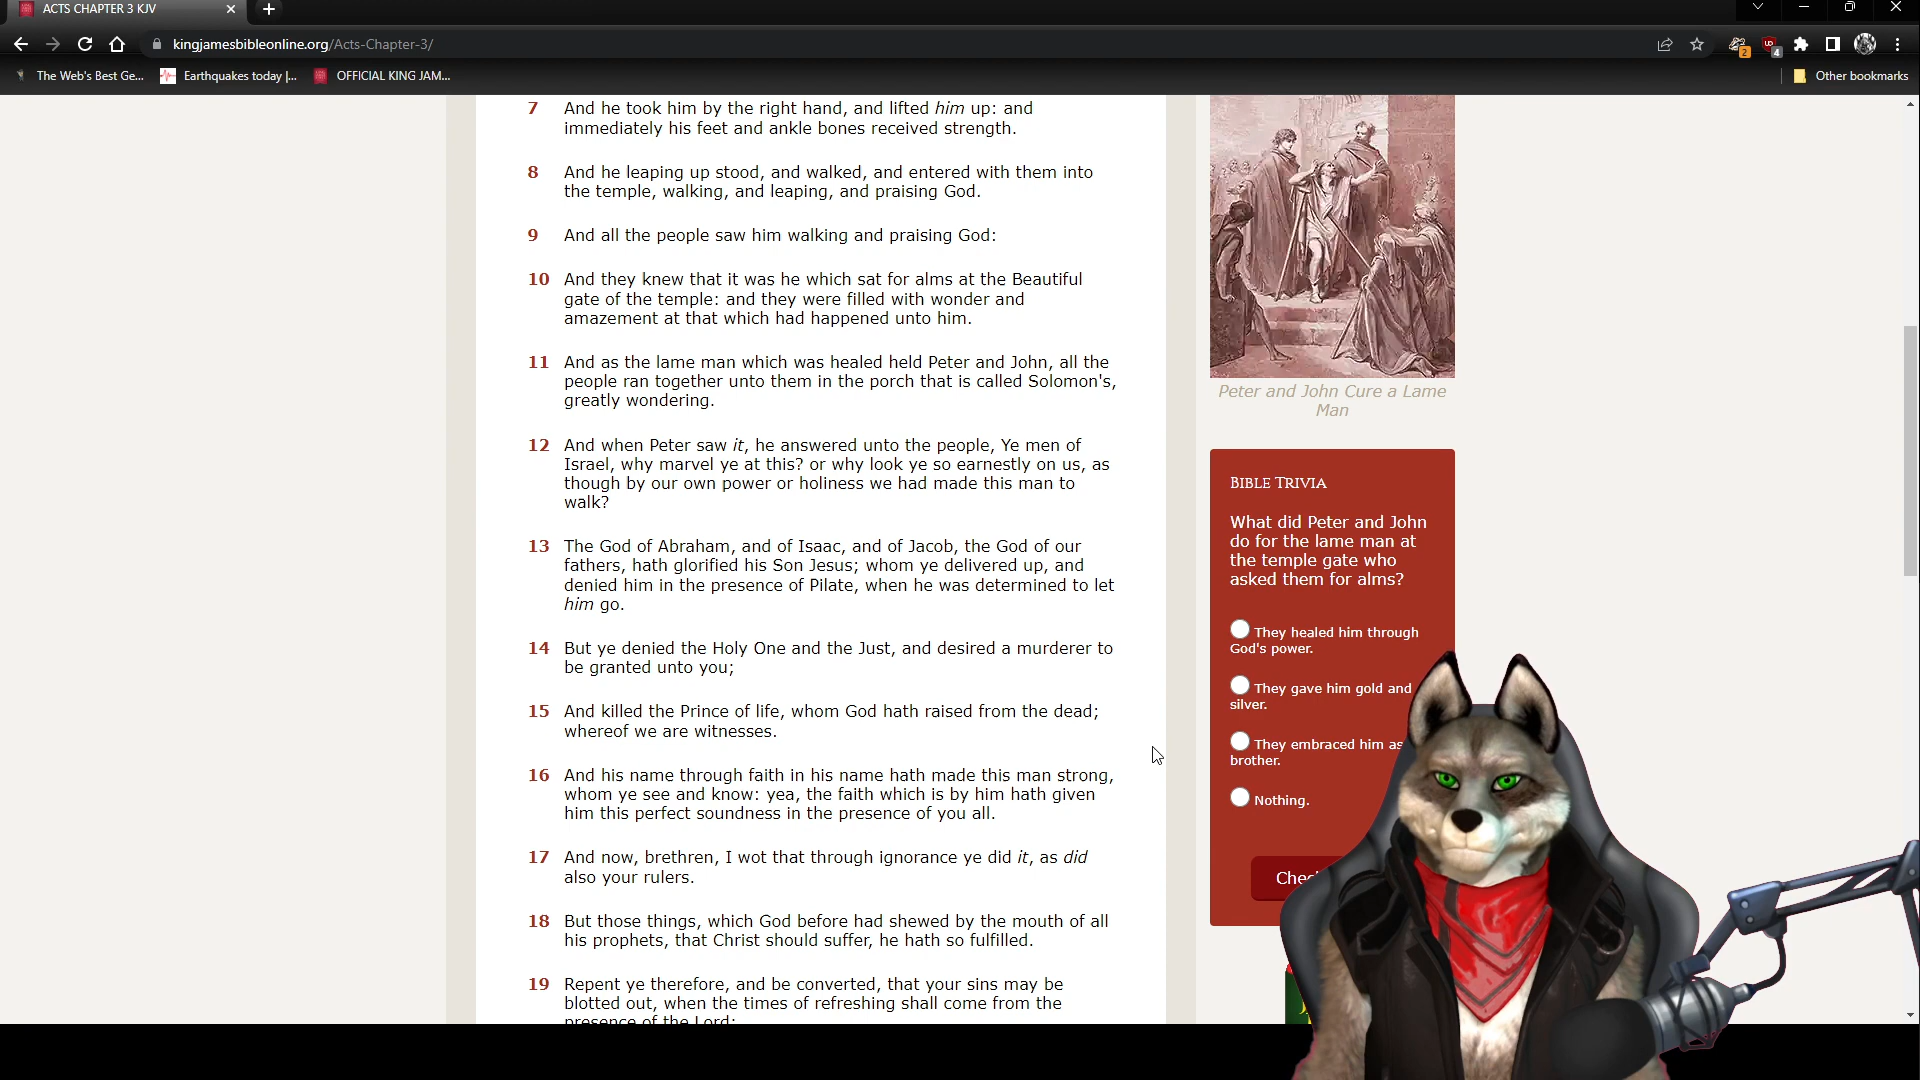 ACTS CHAPTER 3 KJV
kingjamesbibleonline.org/Acts-Chapter-3/
2
4
The Web's Best Ge...
Earthquakes today |...
OFFICIAL KING JAM...
Other bookmarks
7 And he took him by the right hand, and lifted him up: and
immediately his feet and ankle bones received strength.
8 And he leaping up stood, and walked, and entered with them into
the temple, walking, and leaping, and praising God.
9 And all the people saw him walking and praising God:
10 And they knew that it was he which sat for alms at the Beautiful
gate of the temple: and they were filled with wonder and
amazement at that which had happened unto him.
11 And as the lame man which was healed held Peter and John, all the
people ran together unto them in the porch that is called Solomon's,
greatly wondering.
12 And when Peter saw it, he answered unto the people, Ye men of
Israel, why marvel ye at this? or why look ye so earnestly on us, as
though by our own power or holiness we had made this man to
walk?
13 The God of Abraham, and of Isaac, and of Jacob, the God of our
fathers, hath glorified his Son Jesus; whom ye delivered up, and
denied him in the presence of Pilate, when he was determined to let
him go.
14 But ye denied the Holy One and the Just, and desired a murderer to
be granted unto you;
15 And killed the Prince of life, whom God hath raised from the dead;
whereof we are witnesses.
16 And his name through faith in his name hath made this man strong,
whom ye see and know: yea, the faith which is by him hath given
him this perfect soundness in the presence of you all.
17 And now, brethren, I wot that through ignorance ye did it, as did
also your rulers.
18 But those things, which God before had shewed by the mouth of all
his prophets, that Christ should suffer, he hath so fulfilled.
19 Repent ye therefore, and be converted, that your sins may be
blotted out, when the times of refreshing shall come from the
presence of the Lord;
Peter and John Cure a Lame
Man
BIBLE TRIVIA
What did Peter and John
do for the lame man at
the temple gate who
asked them for alms?
They healed him through
God's power.
They gave him gold and
silver.
They embraced him as
brother.
Nothing.